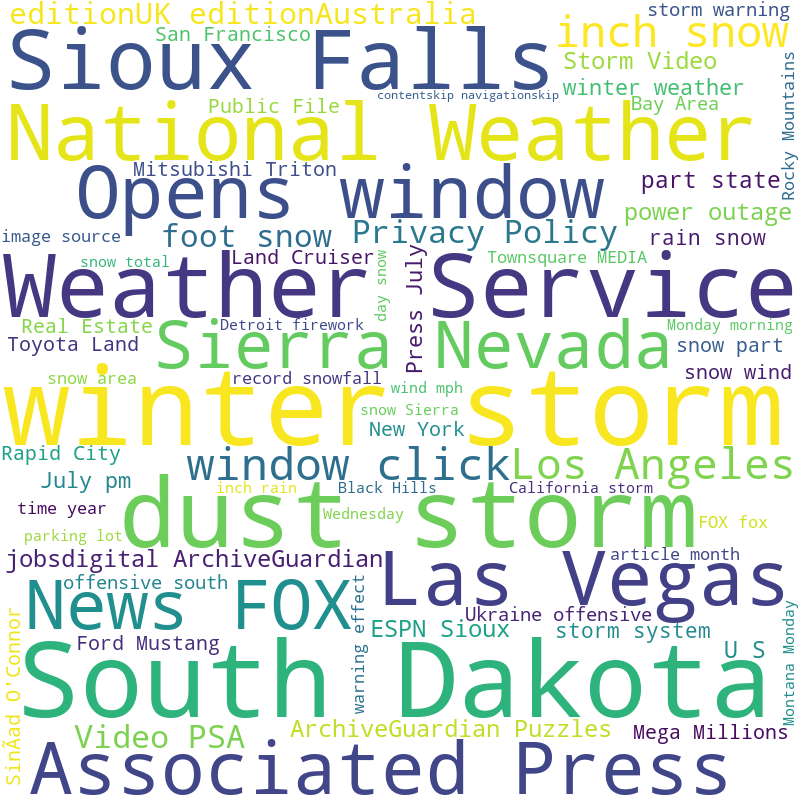 editionUK editionAustralia
storm warning
San Francisco
inch snow
Sioux Falls
Storm Video
winter weather
contentskip navigationskip
Rocky Mountains
Public File
Bay Area
National Weather
Mitsubishi Triton
Opens window
part state
power outage
image source
foot snow
Privacy Policy
rain snow
snow total
Land Cruiser
Press July
day snow
Townsquare MEDIA
Weather Service
Real Estate
Detroit firework
Monday morning
Toyota Land
Sierra Nevada
snow part
snow area
record snowfall
wind mph
snow wind
winter storm
snow Sierra
New York
Rapid City
window click
Los Angeles
July pm
inch rain
Black Hills
California storm
time year
dust storm
Wednesday
FOX fox
parking lot
jobsdigital ArchiveGuardian
article month
offensive south
Las Vegas
News FOX
warning effect
Ukraine offensive
ESPN Sioux
storm system
Montana Monday
Ford Mustang
U S
SinÃad O'Connor
South Dakota
Video PSA
ArchiveGuardian Puzzles
Mega Millions
Associated Press